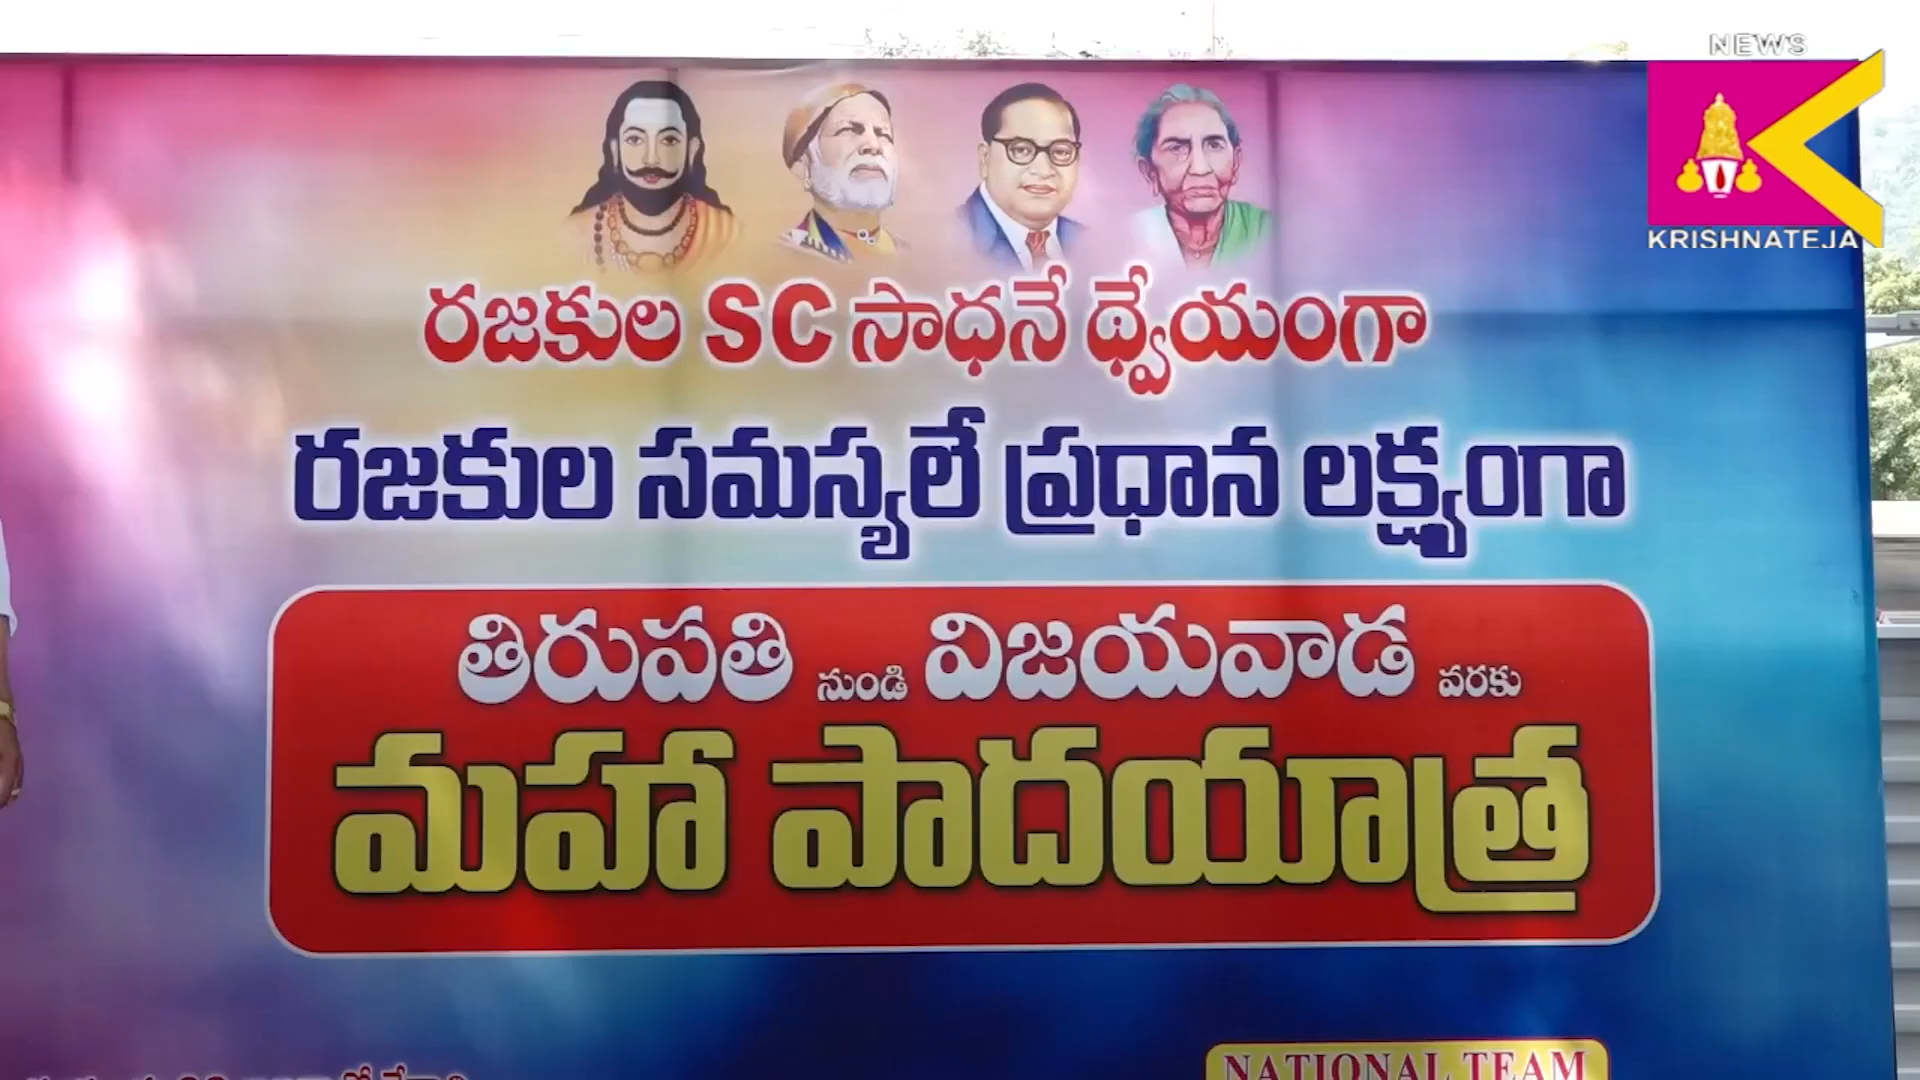 NEWS
KRISHNATEJA
రజకుల SC సాధనే థ్వేయంగా
రజకుల సమస్యలే ప్రధాన లక్ష్యంగా
తిరుపతి నుండి విజయవాడ వరకు
మహా పాదయాత్ర
NATIONAL TEAM